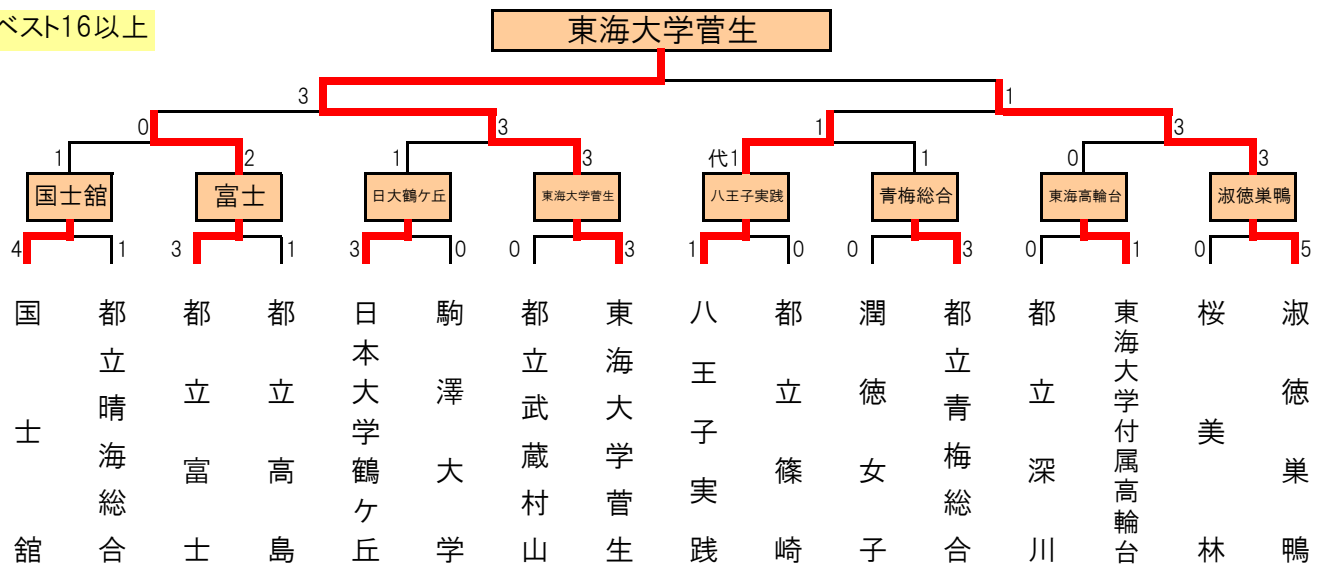 ベスト16以上
東海大学菅生
3
1
0
3
1
3
1
2
1
3
代1
1
0
3
国士舘
富士
日大鶴ケ丘
東海大学菅生
八王子実践
青梅総合
東海高輪台
淑徳巣鴨
4
1
3
1
3
0
0
3
1
0
0
3
0
1
0
5
国士舘
都立晴海総合
都立富士
都立高島
日本大学鶴ケ丘
駒澤大学
都立武蔵村山
東海大学菅生
八王子実践
都立篠崎
潤徳女子
都立青梅総合
都立深川
東海大学付属高輪台
桜美林
淑徳巣鴨